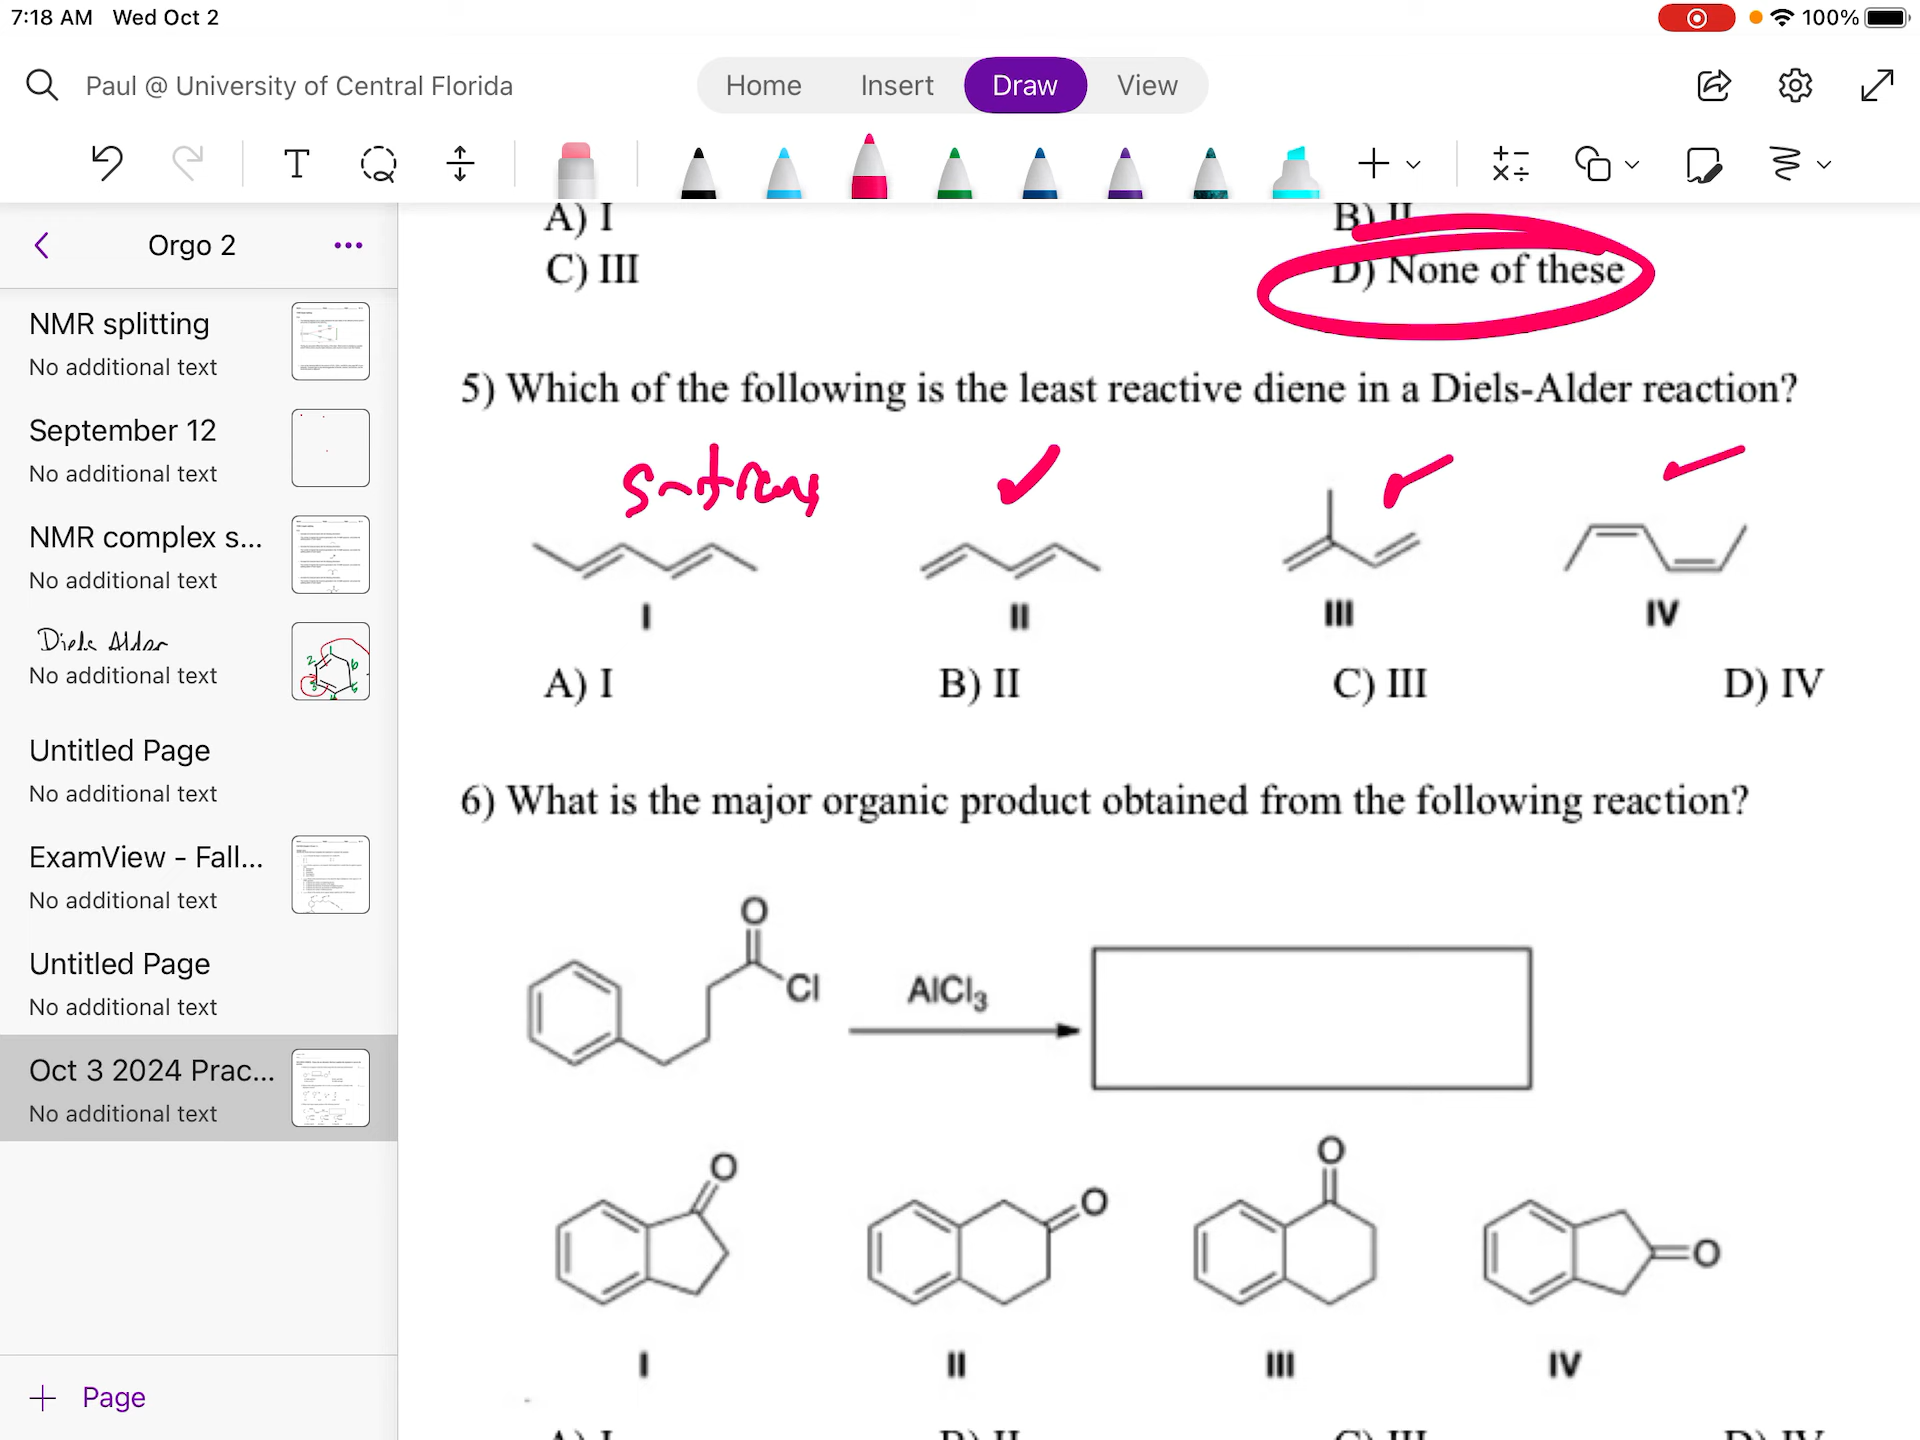 7:18 AM Wed Oct 2
100%
Paul @ University of Central Florida
Home Insert Draw View
T
Orgo 2
NMR splitting
No additional text
September 12
No additional text
NMR complex s...
No additional text
Diels Alder
No additional text
Untitled Page
No additional text
ExamView - Fall...
No additional text
Untitled Page
No additional text
Oct 3 2024 Prac...
No additional text
+ Page
A) I B) II
C) III D) None of these
5) Which of the following is the least reactive diene in a Diels-Alder reaction?
s-trans
I II III IV
A) I B) II C) III D) IV
6) What is the major organic product obtained from the following reaction?
O
Cl
AlCl3
O O O O
I II III IV
A) I B) II C) III D) IV